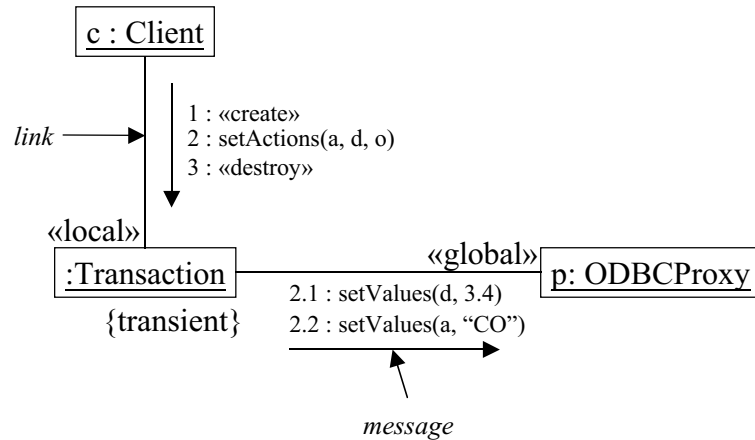 c : Client
1 : «create»
link
2 : setActions(a, d, o)
3 : «destroy»
«local»
«global»
:Transaction
p: ODBCProxy
{transient}
2.1 : setValues(d, 3.4)
2.2 : setValues(a, “CO”)
message